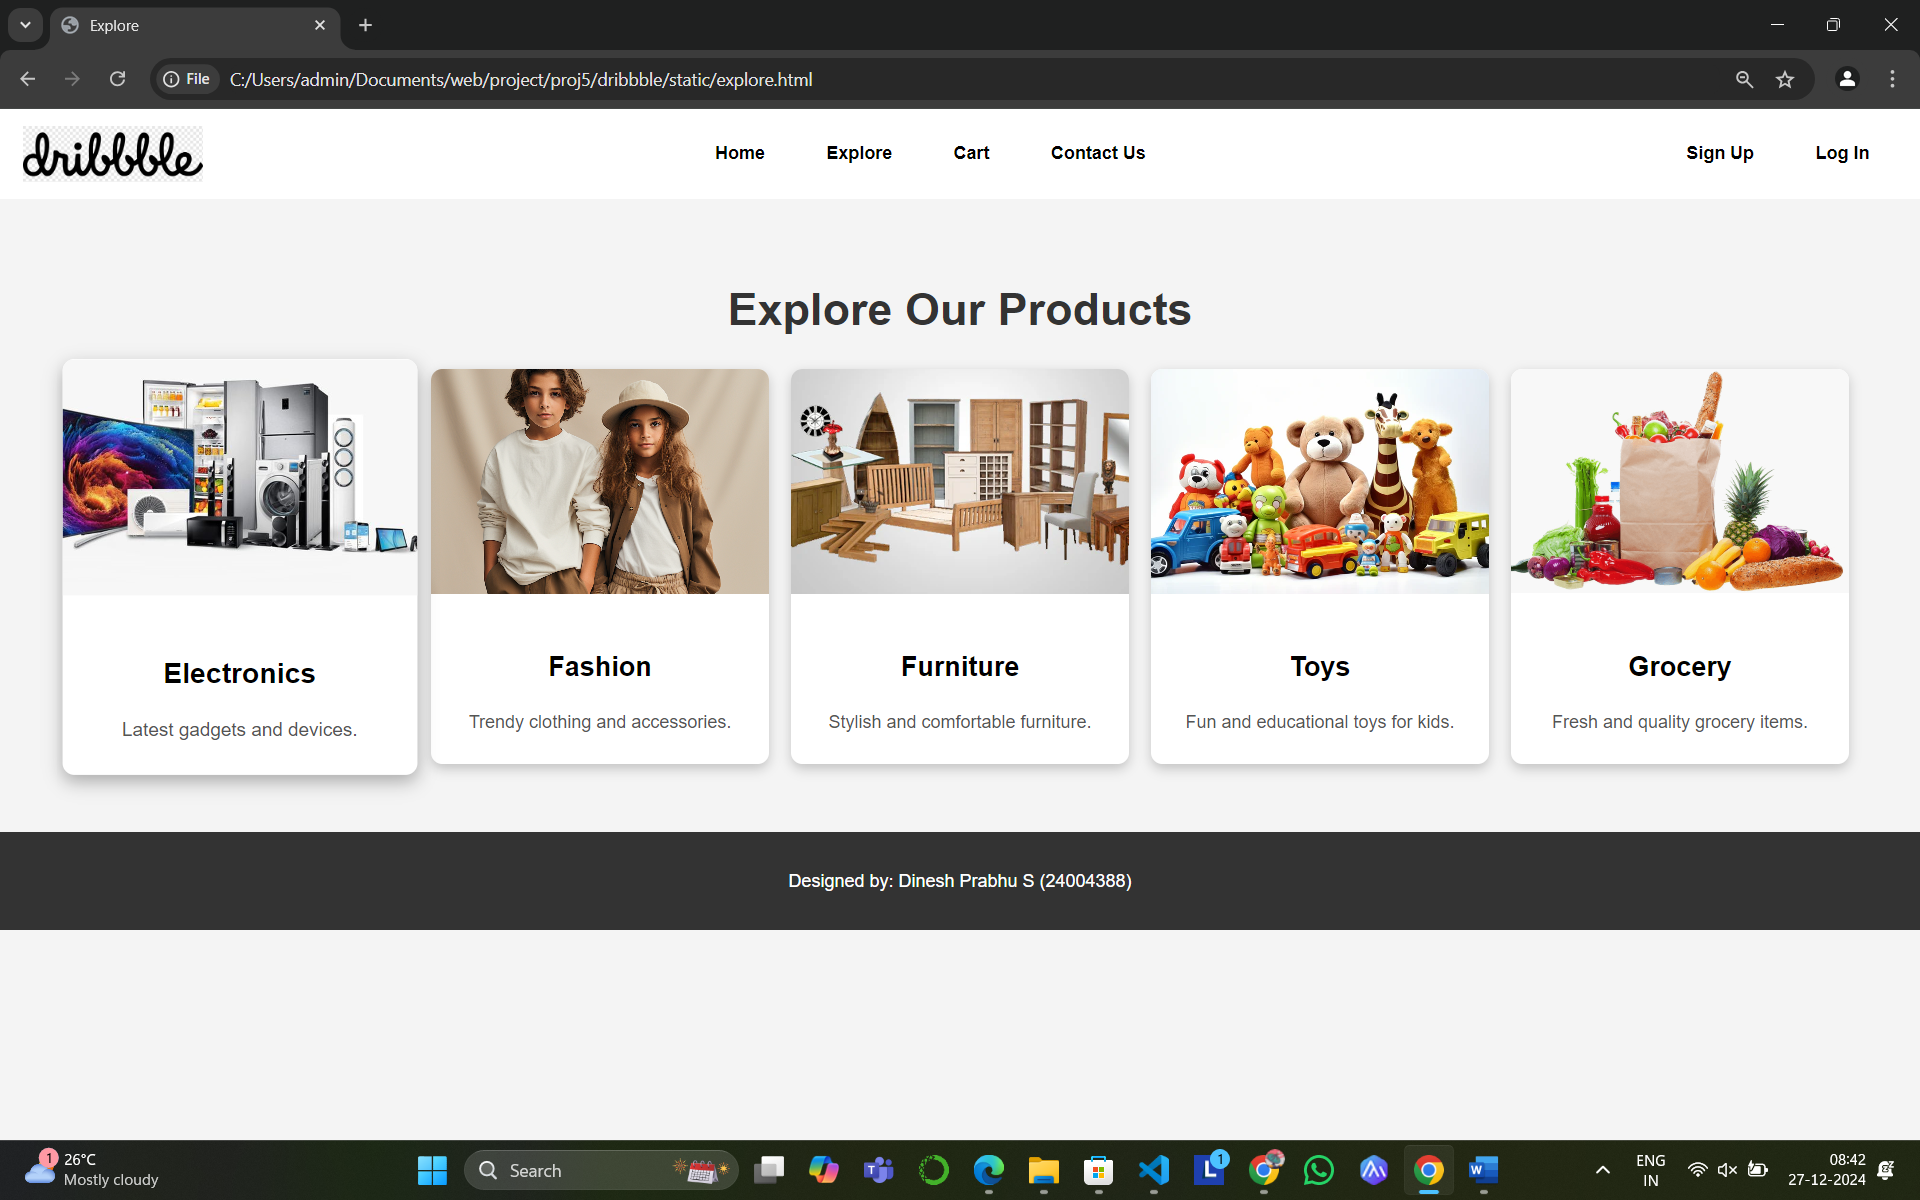 Explore
File
C:/Users/admin/Documents/web/project/proj5/dribbble/static/explore.html
dribbble
Home
Explore
Cart
Contact Us
Sign Up
Log In
Explore Our Products
Electronics
Latest gadgets and devices.
Fashion
Trendy clothing and accessories.
Furniture
Stylish and comfortable furniture.
Toys
Fun and educational toys for kids.
Grocery
Fresh and quality grocery items.
Designed by: Dinesh Prabhu S (24004388)
1
26°C
Mostly cloudy
Search
L
1
W
ENG
IN
08:42
27-12-2024